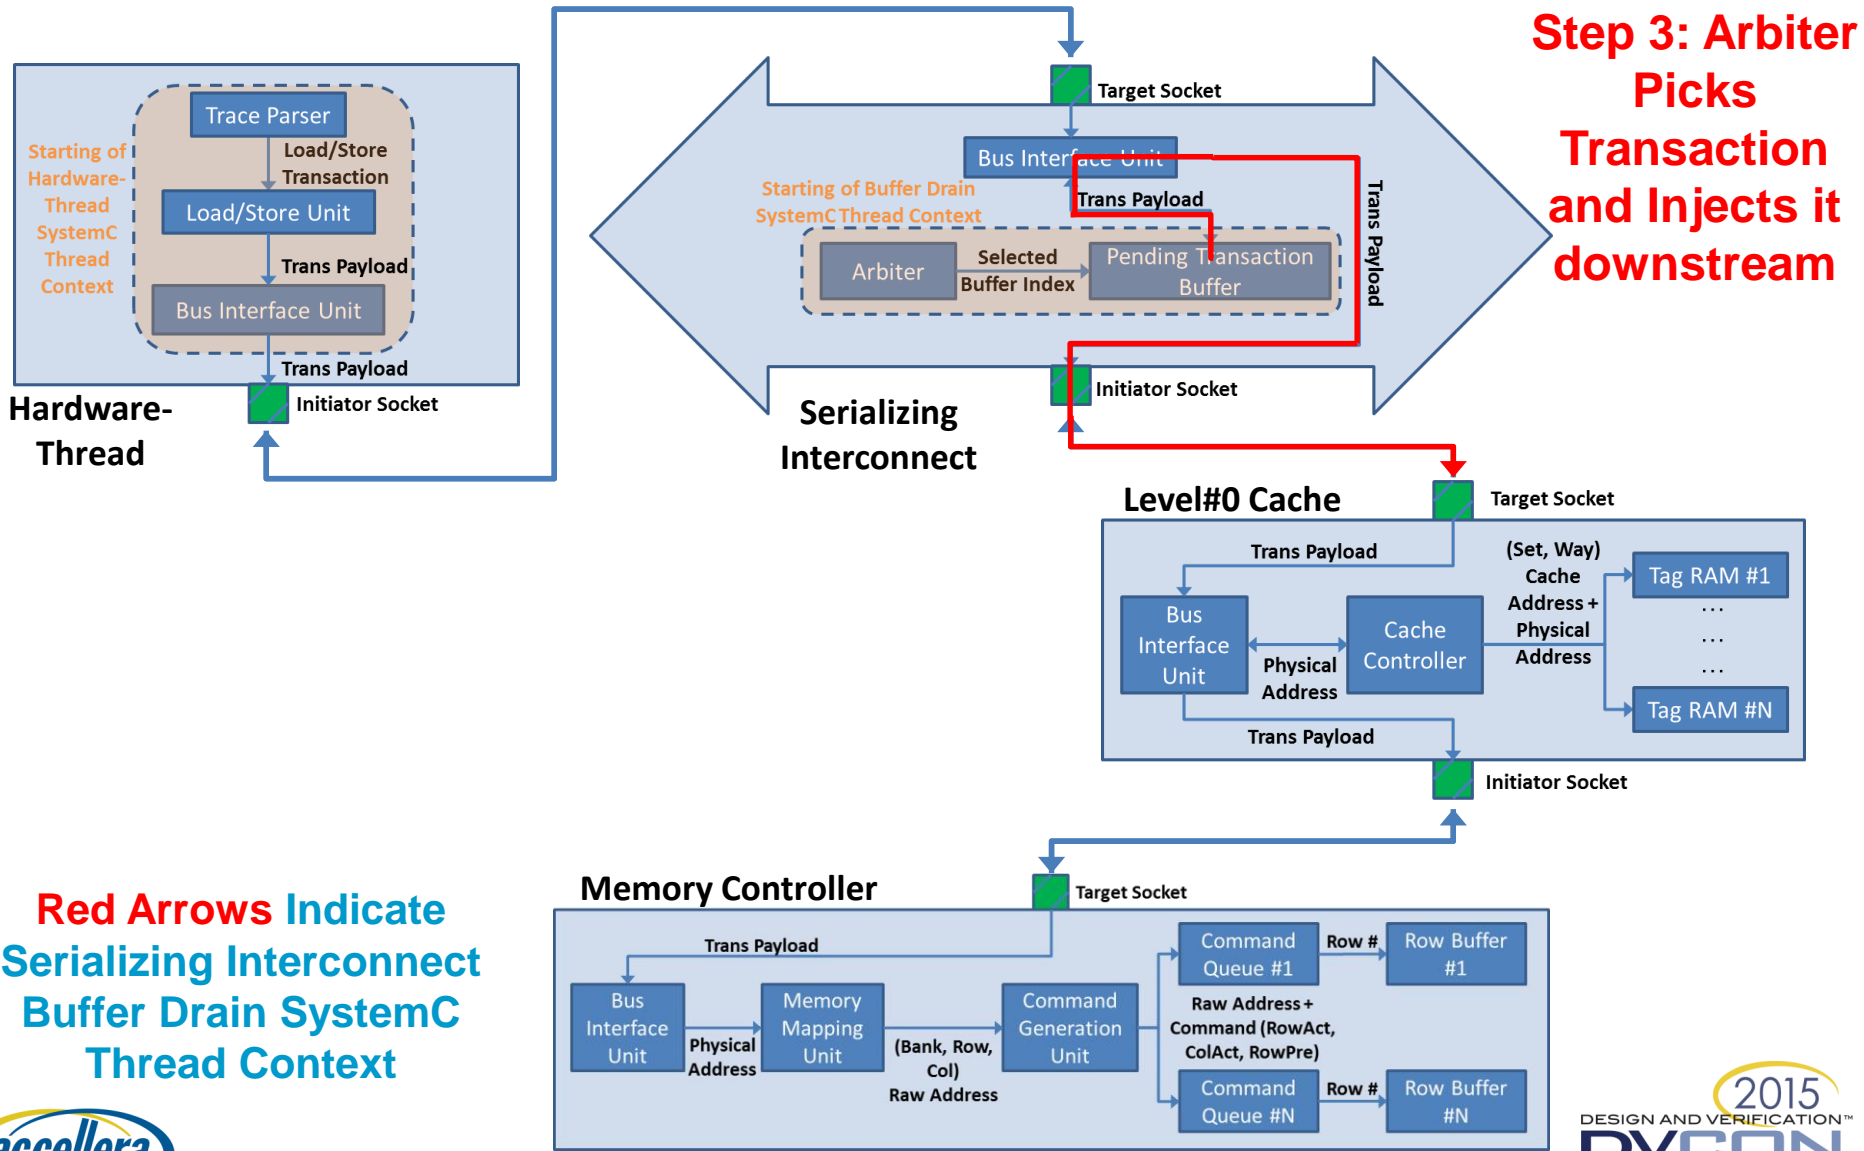 Step 3: Arbiter
Picks
Transaction
and Injects it
downstream
Target Socket
Trace Parser
Load/Store
Transaction
Starting of
Hardware-
Thread
SystemC
Thread
Context
Load/Store Unit
Trans Payload
Bus Interface Unit
Trans Payload
Initiator Socket
Hardware-
Thread
Bus Interface Unit
Starting of Buffer Drain
SystemC Thread Context
Trans Payload
Trans Payload
Arbiter
Selected
Buffer Index
Pending Transaction
Buffer
Initiator Socket
Serializing
Interconnect
Level#0 Cache
Target Socket
Trans Payload
(Set, Way)
Cache
Address +
Physical
Address
Tag RAM #1
...
...
...
Tag RAM #N
Bus
Interface
Unit
Physical
Address
Cache
Controller
Trans Payload
Initiator Socket
Memory Controller
Target Socket
Trans Payload
Bus
Interface
Unit
Physical
Address
Memory
Mapping
Unit
(Bank, Row,
Col)
Raw Address
Command
Generation
Unit
Command
Queue #1
Row #
Row Buffer
#1
Raw Address +
Command (RowAct,
ColAct, RowPre)
Command
Queue #N
Row #
Row Buffer
#N
Red Arrows Indicate
Serializing Interconnect
Buffer Drain SystemC
Thread Context
accellera
2015
DESIGN AND VERIFICATION™
DVCON